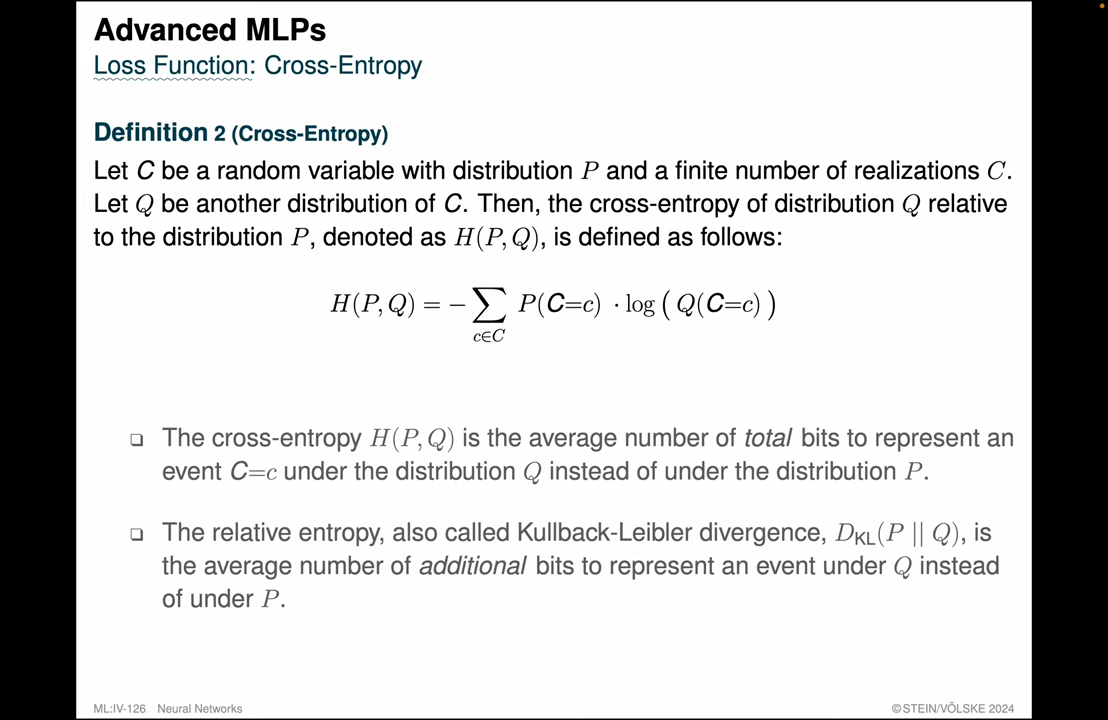 Advanced MLPs
Loss Function: Cross-Entropy
Definition 2 (Cross-Entropy)
Let C be a random variable with distribution P and a finite number of realizations C.
Let Q be another distribution of C. Then, the cross-entropy of distribution Q relative
to the distribution P, denoted as H(P, Q), is defined as follows:
H(P, Q) = − ∑ P(C=c) · log ( Q(C=c) )
c∈C
❑ The cross-entropy H(P, Q) is the average number of total bits to represent an
event C=c under the distribution Q instead of under the distribution P.
❑ The relative entropy, also called Kullback-Leibler divergence, D_KL(P || Q), is
the average number of additional bits to represent an event under Q instead
of under P.
ML:IV-126 Neural Networks
© STEIN/VÖLSKE 2024